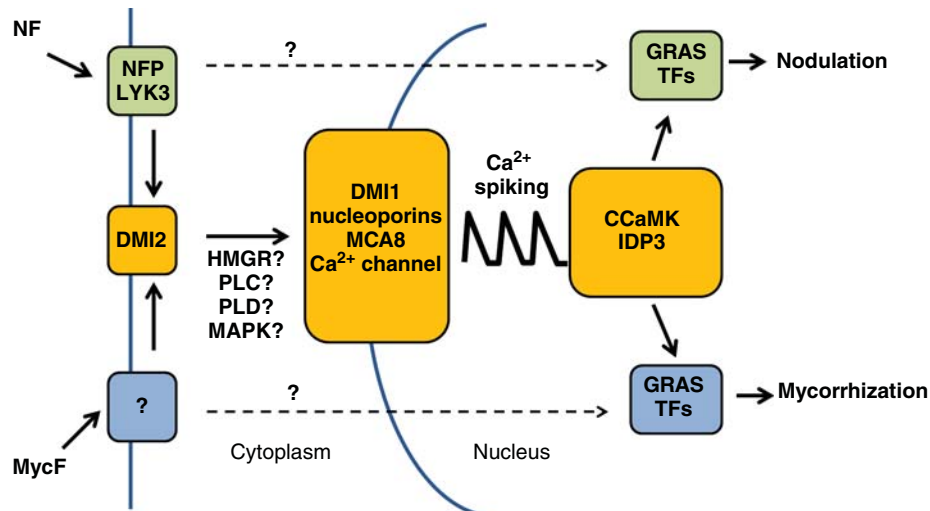 NF
NFP
LYK3
?
GRAS
TFs
Nodulation
DMI2
HMGR?
PLC?
PLD?
MAPK?
DMI1
nucleoporins
MCA8
Ca²⁺ channel
Ca²⁺
spiking
CCaMK
IDP3
?
MycF
?
GRAS
TFs
Mycorrhization
Cytoplasm
Nucleus